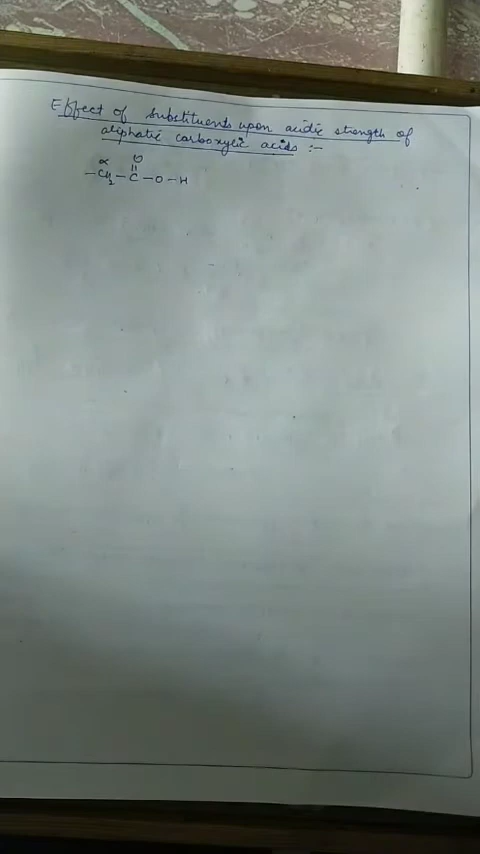 Effect of substituents upon acidic strength of
aliphatic carboxylic acids :-
α O
-CH2-C-O-H